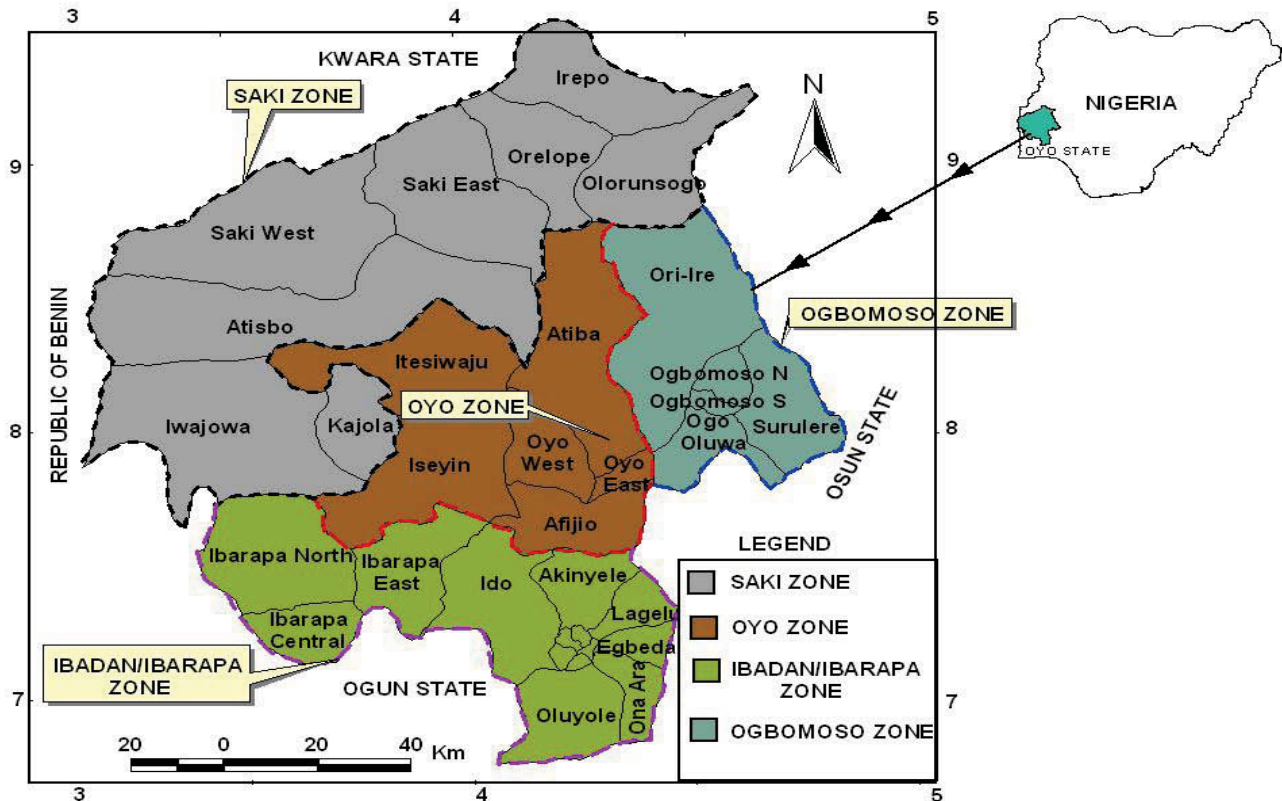 3
4
5
KWARA STATE
SAKI ZONE
Irepo
N
NIGERIA
OYO STATE
9
Orelope
9
Saki East
Olorunsogo
Saki West
Ori-Ire
REPUBLIC OF BENIN
Atisbo
Atiba
OGBOMOSO ZONE
Itesiwaju
Ogbomoso N
OYO ZONE
Ogbomoso S
8
Iwajowa
Kajola
Ogo
Oluwa
Surulere
8
Oyo
West
Iseyin
Oyo
East
OSUN STATE
Afijio
LEGEND
Ibarapa North
Ibarapa
East
Ido
Akinyele
SAKI ZONE
Lagelu
Ibarapa
Central
OYO ZONE
Egbeda
IBADAN/IBARAPA
ZONE
OGUN STATE
Ona Ara
IBADAN/IBARAPA
ZONE
7
Oluyole
7
OGBOMOSO ZONE
20 0 20 40
Km
3
4
5